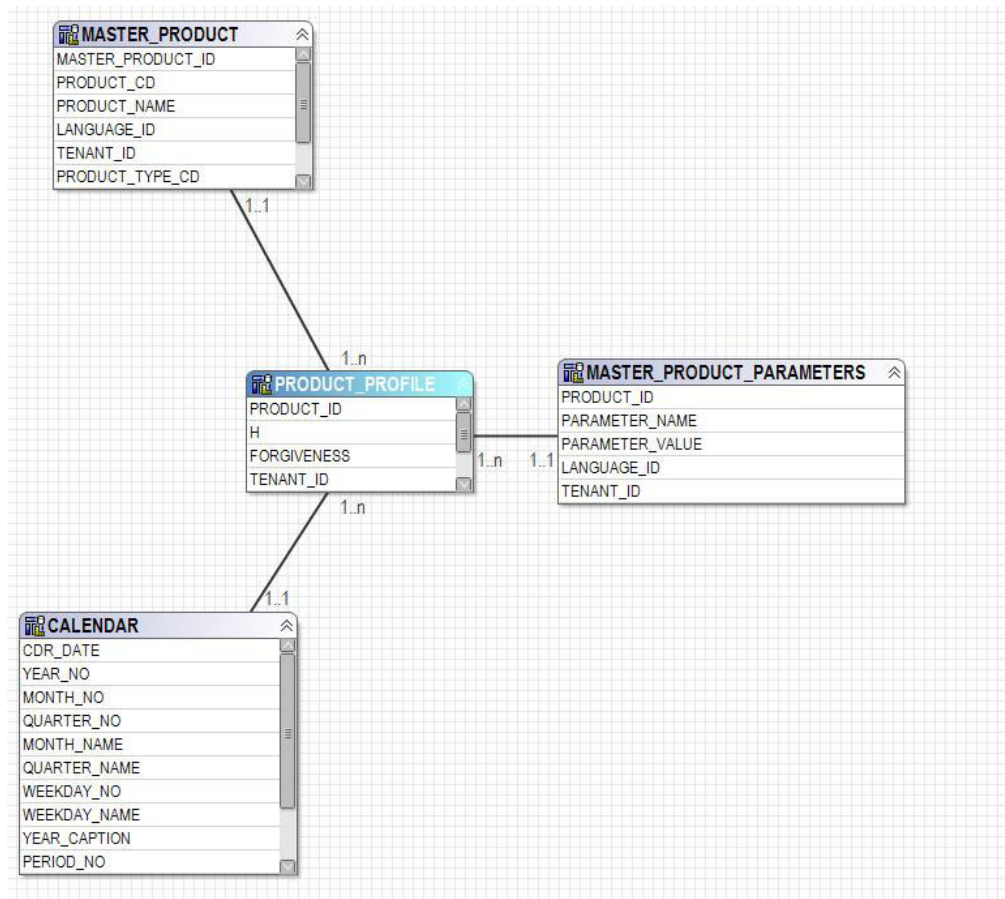 MASTER_PRODUCT
MASTER_PRODUCT_ID
PRODUCT_CD
PRODUCT_NAME
LANGUAGE_ID
TENANT_ID
PRODUCT_TYPE_CD
1..1
1..n
PRODUCT_PROFILE
PRODUCT_ID
H
FORGIVENESS
TENANT_ID
1..n
1..1
MASTER_PRODUCT_PARAMETERS
PRODUCT_ID
PARAMETER_NAME
PARAMETER_VALUE
LANGUAGE_ID
TENANT_ID
1..n
1..1
CALENDAR
CDR_DATE
YEAR_NO
MONTH_NO
QUARTER_NO
MONTH_NAME
QUARTER_NAME
WEEKDAY_NO
WEEKDAY_NAME
YEAR_CAPTION
PERIOD_NO